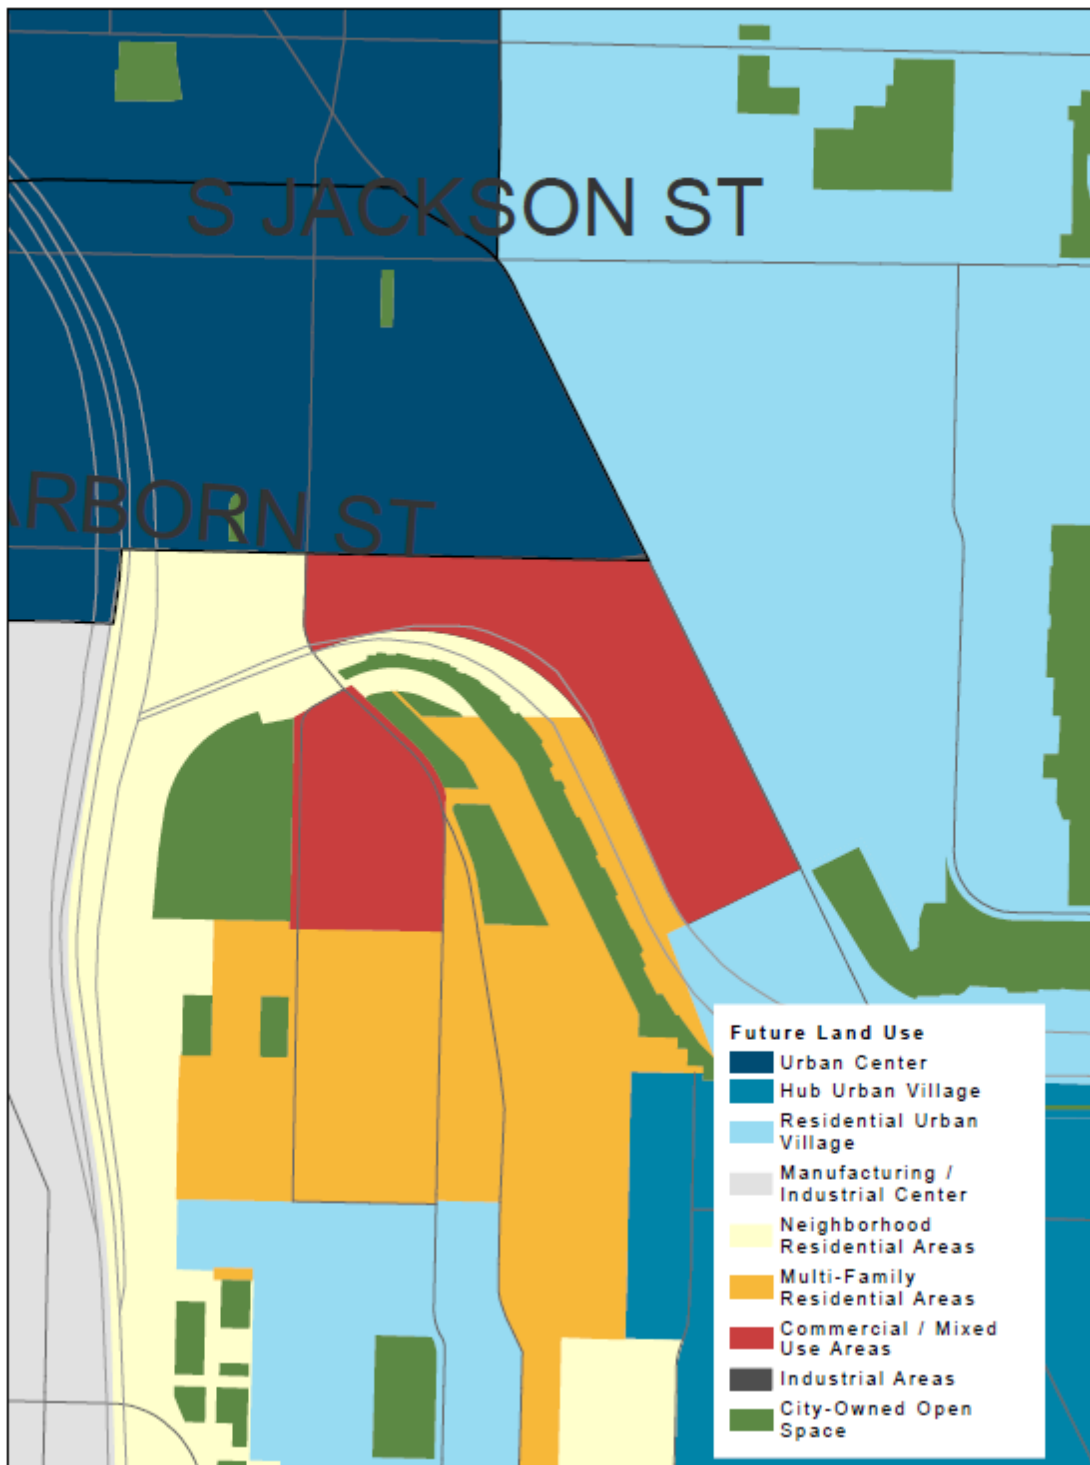 S JACKSON ST
ARBORN ST
Future Land Use
Urban Center
Hub Urban Village
Residential Urban
Village
Manufacturing /
Industrial Center
Neighborhood
Residential Areas
Multi-Family
Residential Areas
Commercial / Mixed
Use Areas
Industrial Areas
City-Owned Open
Space